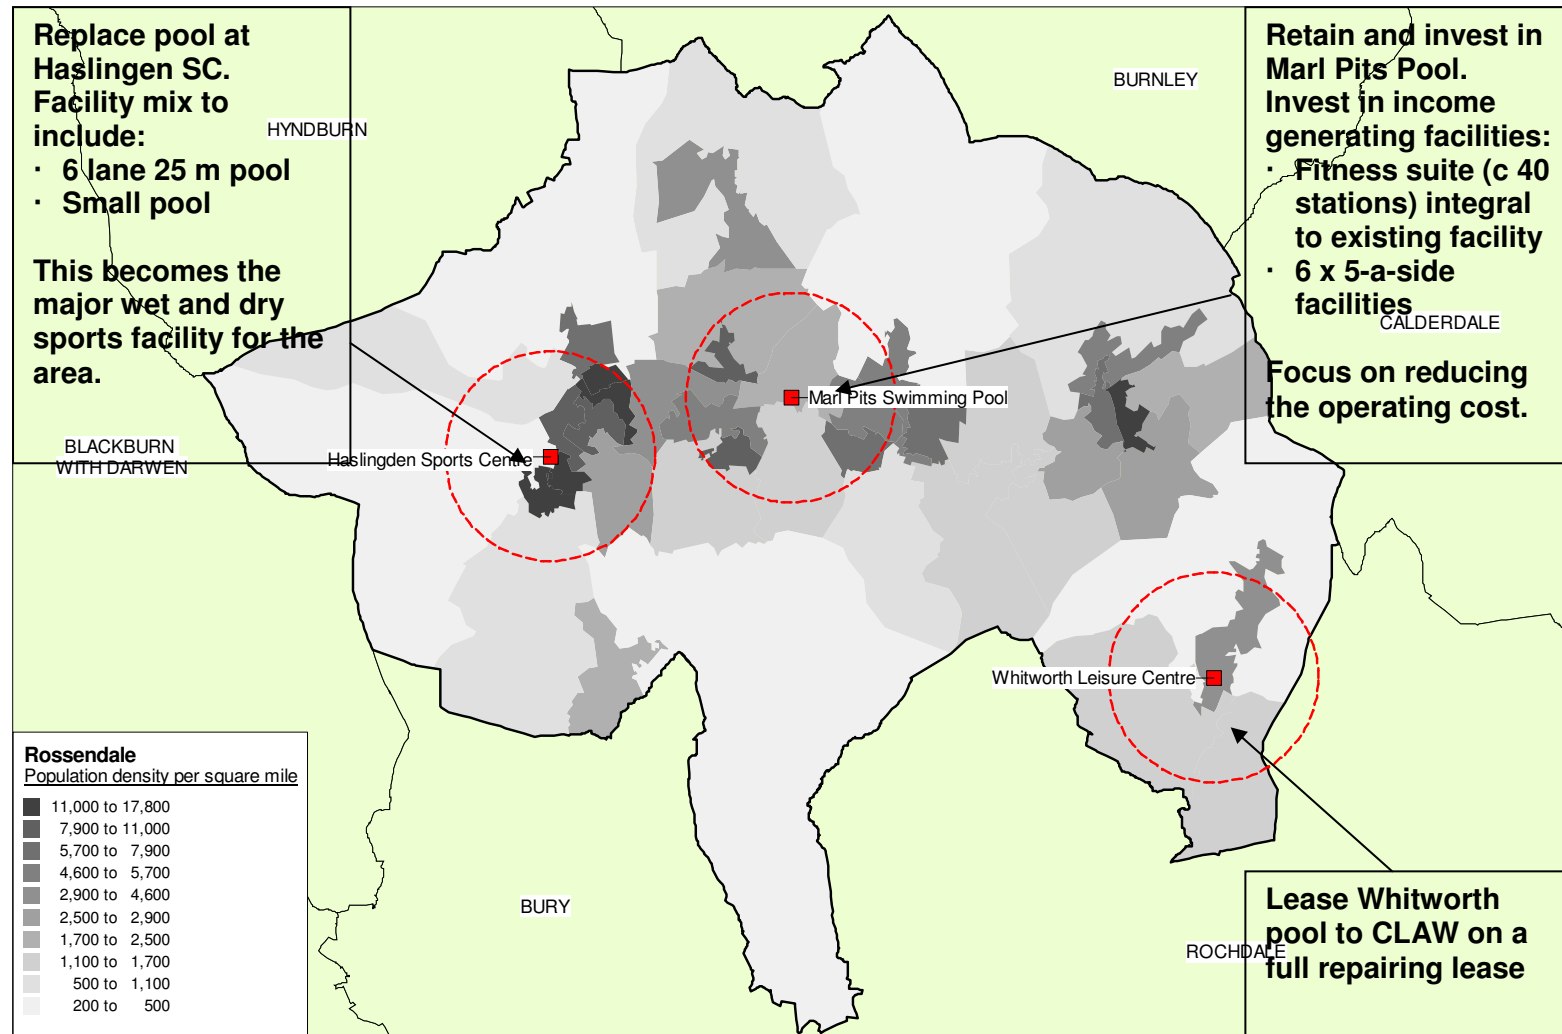 Replace pool at
Haslingen SC.
Facility mix to
include:
· 6 lane 25 m pool
· Small pool
This becomes the
major wet and dry
sports facility for the
area.
Retain and invest in
Marl Pits Pool.
Invest in income
generating facilities:
· Fitness suite (c 40
stations) integral
to existing facility
· 6 x 5-a-side
facilities
Focus on reducing
the operating cost.
HYNDBURN
BURNLEY
CALDERDALE
BLACKBURN
WITH DARWEN
Haslingden Sports Centre
Marl Pits Swimming Pool
Whitworth Leisure Centre
BURY
ROCHDALE
Lease Whitworth
pool to CLAW on a
full repairing lease
Rossendale
Population density per square mile
11,000 to 17,800
7,900 to 11,000
5,700 to 7,900
4,600 to 5,700
2,900 to 4,600
2,500 to 2,900
1,700 to 2,500
1,100 to 1,700
500 to 1,100
200 to 500